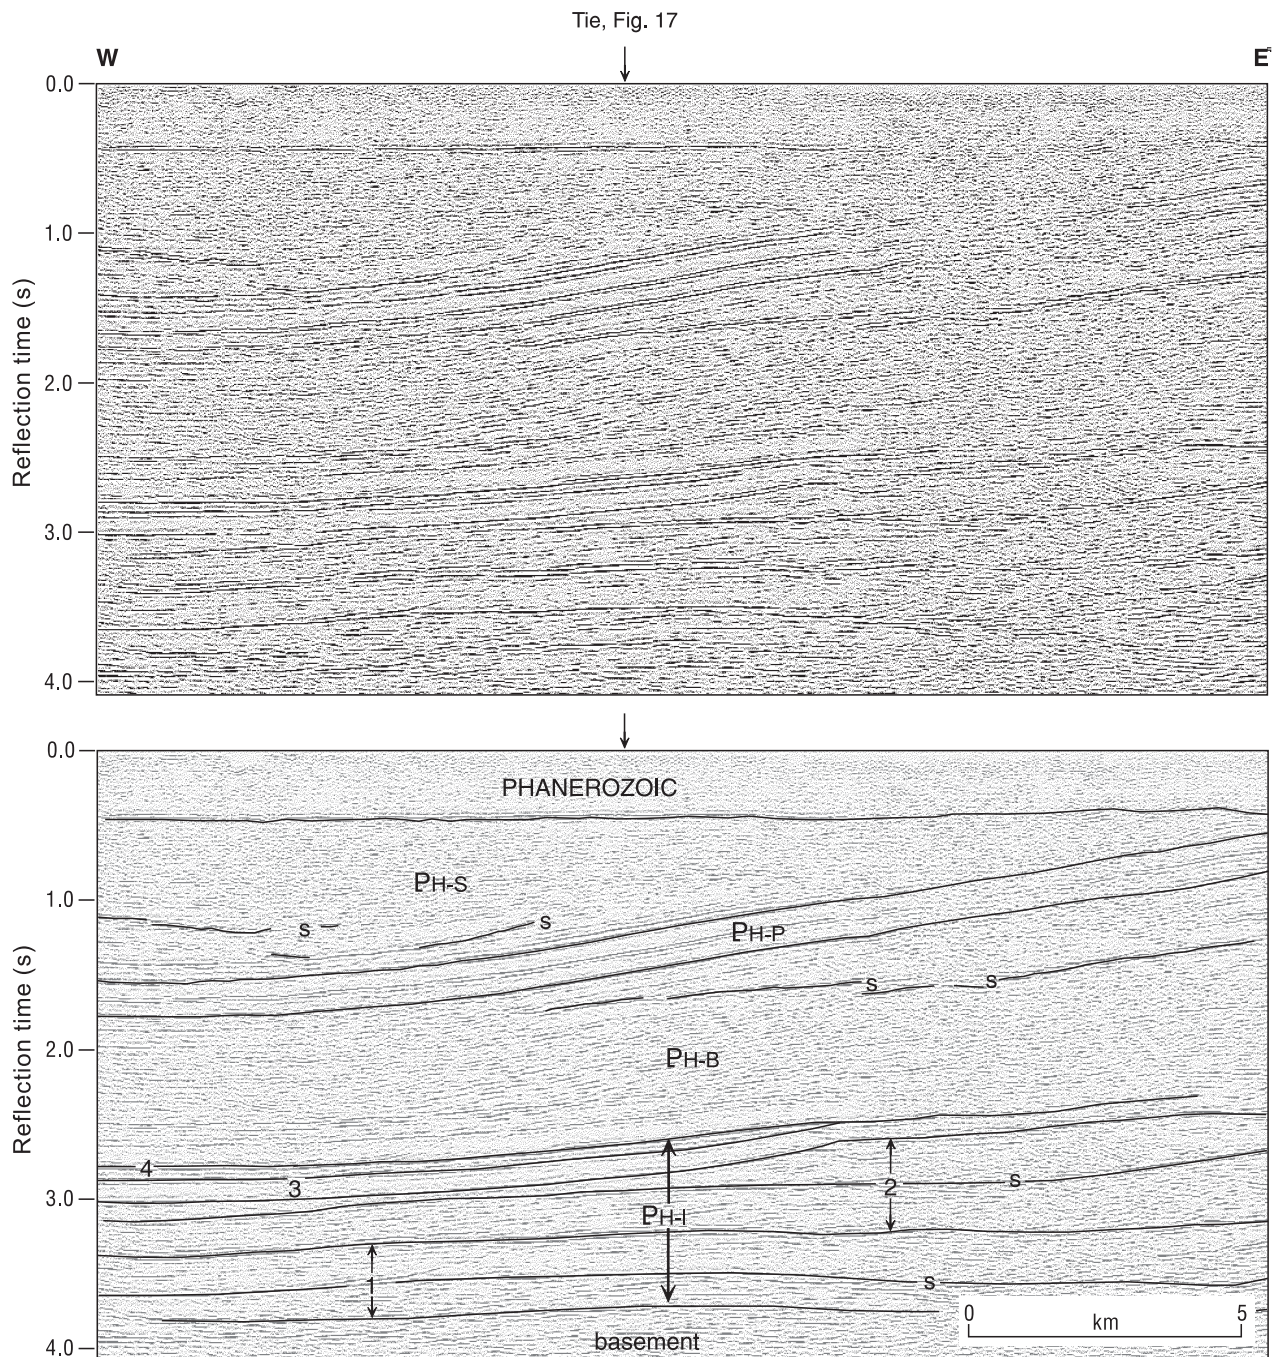 Tie, Fig. 17
W E
0.0
1.0
2.0
3.0
4.0
Reflection time (s)
0.0
1.0
2.0
3.0
4.0
Reflection time (s)
PHANEROZOIC
PH-S
s
s
PH-P
s
s
PH-B
4
3
2
s
PH-I
1
s
basement
0 5
km